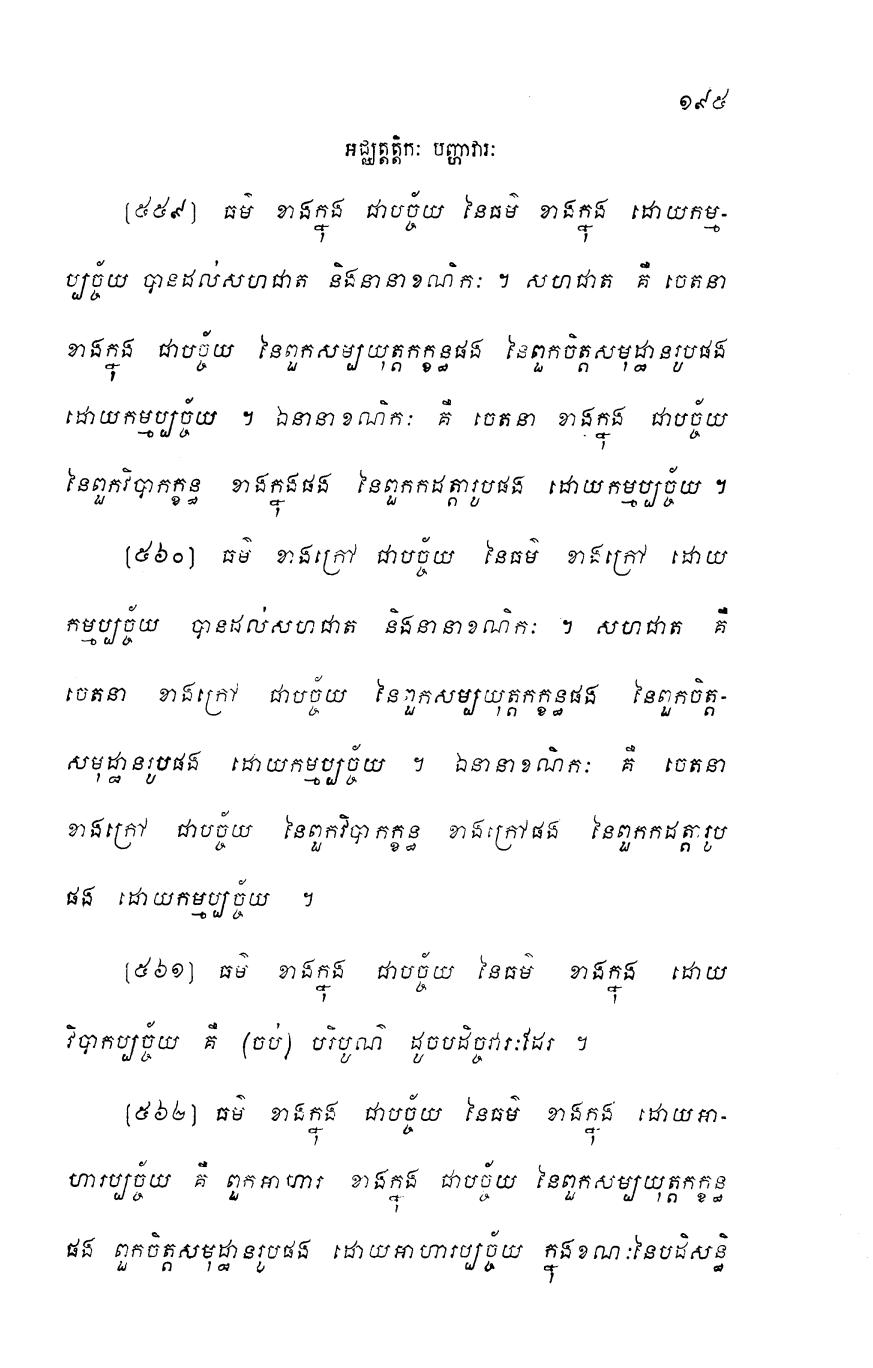 ១៩៥
អជ្ឈត្តត្តិកៈ បញ្ហាវារៈ
[៥៥៩] ធម៌ ខាងក្នុង ជាបច្ច័យ នៃធម៌ ខាងក្នុង ដោយកម្ម-
ប្បច្ច័យ បានដល់សហជាត និងនានាខណិកៈ ។ សហជាត គឺ ចេតនា
ខាងក្នុង ជាបច្ច័យ នៃពួកសម្បយុត្តកក្ខន្ធផង នៃពួកចិត្តសមុដ្ឋានរូបផង
ដោយកម្មប្បច្ច័យ ។ ឯនានាខណិកៈ គឺ ចេតនា ខាងក្នុង ជាបច្ច័យ
នៃពួកវិបាកក្ខន្ធ ខាងក្នុងផង នៃពួកកដត្តារូបផង ដោយកម្មប្បច្ច័យ ។
[៥៦០] ធម៌ ខាងក្រៅ ជាបច្ច័យ នៃធម៌ ខាងក្រៅ ដោយ
កម្មប្បច្ច័យ បានដល់សហជាត និងនានាខណិកៈ ។ សហជាត គឺ
ចេតនា ខាងក្រៅ ជាបច្ច័យ នៃពួកសម្បយុត្តកក្ខន្ធផង នៃពួកចិត្ត-
សមុដ្ឋានរូបផង ដោយកម្មប្បច្ច័យ ។ ឯនានាខណិកៈ គឺ ចេតនា
ខាងក្រៅ ជាបច្ច័យ នៃពួកវិបាកក្ខន្ធ ខាងក្រៅផង នៃពួកកដត្តារូប
ផង ដោយកម្មប្បច្ច័យ ។
[៥៦១] ធម៌ ខាងក្នុង ជាបច្ច័យ នៃធម៌ ខាងក្នុង ដោយ
វិបាកប្បច្ច័យ គឺ (ចប់) បរិបូណ៌ ដូចបដិច្ចវារៈដែរ ។
[៥៦២] ធម៌ ខាងក្នុង ជាបច្ច័យ នៃធម៌ ខាងក្នុង ដោយអា-
ហារប្បច្ច័យ គឺ ពួកអាហារ ខាងក្នុង ជាបច្ច័យ នៃពួកសម្បយុត្តកក្ខន្ធ
ផង ពួកចិត្តសមុដ្ឋានរូបផង ដោយអាហារប្បច្ច័យ ក្នុងខណៈនៃបដិសន្ធិ